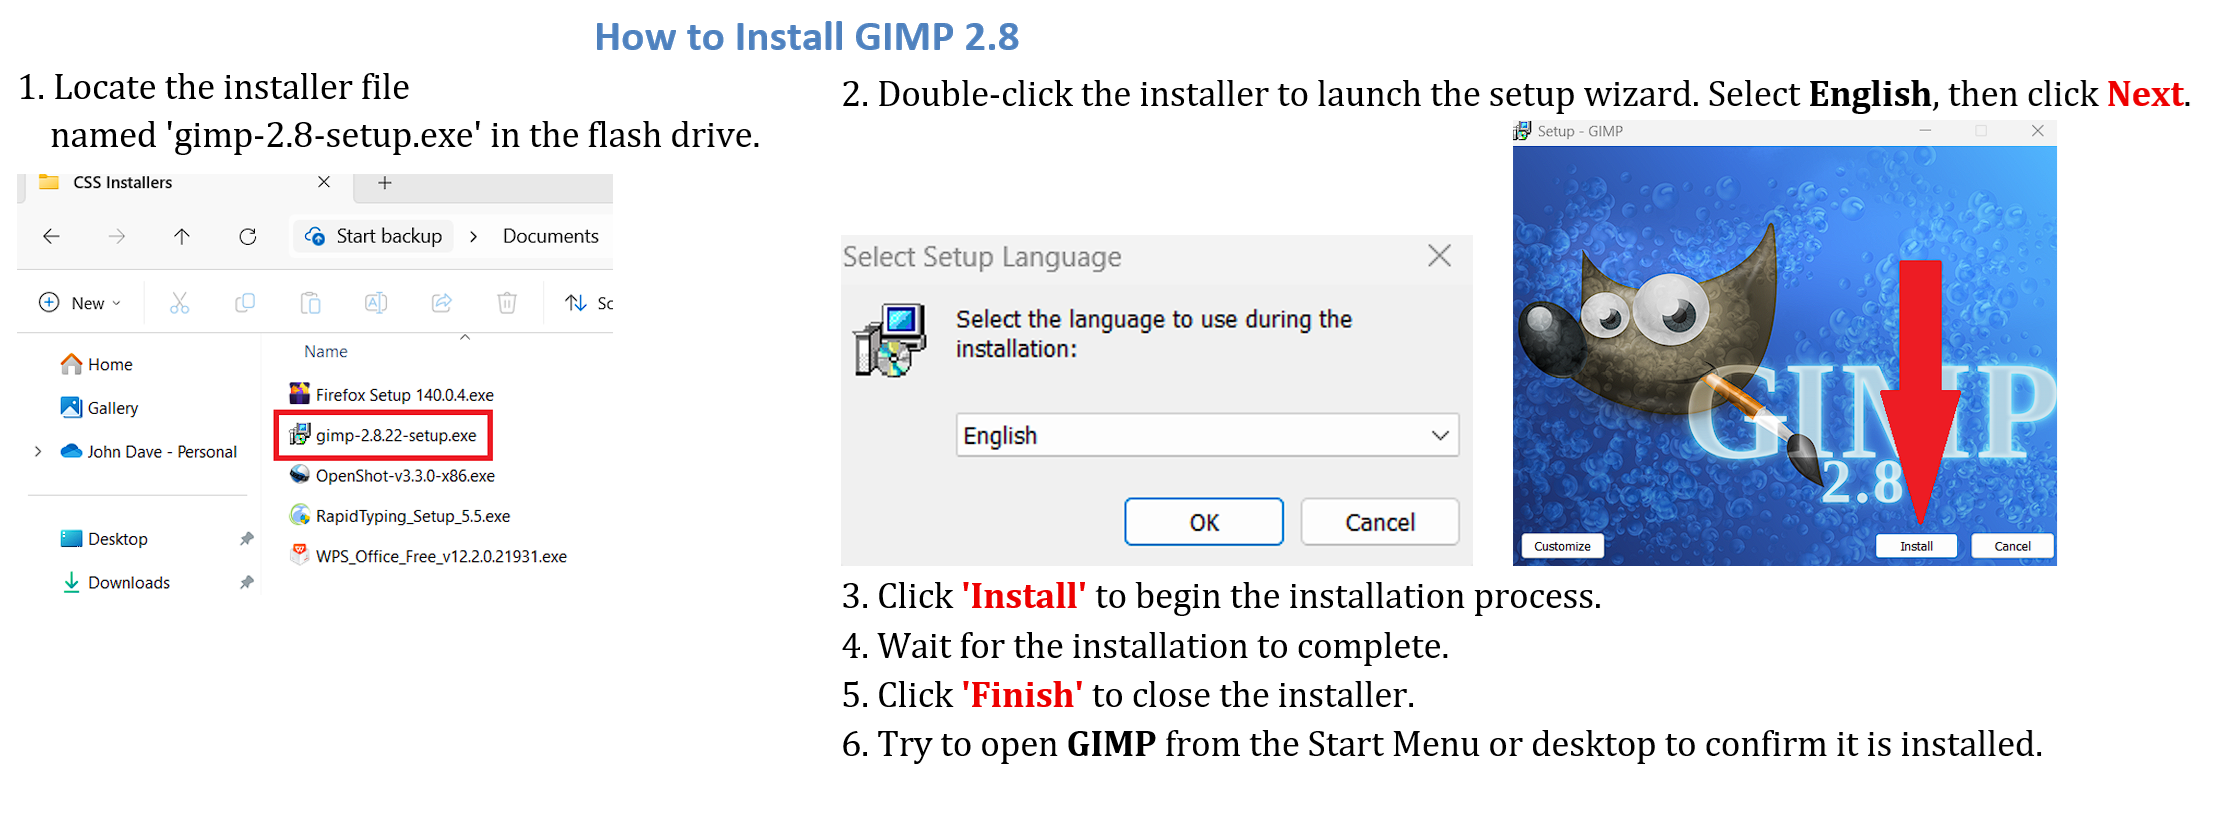 How to Install GIMP 2.8
1. Locate the installer file
named 'gimp-2.8-setup.exe' in the flash drive.
CSS Installers
Start backup > Documents
New
Name
Home
Gallery
John Dave - Personal
Desktop
Downloads
Firefox Setup 140.0.4.exe
gimp-2.8.22-setup.exe
OpenShot-v3.3.0-x86.exe
RapidTyping_Setup_5.5.exe
WPS_Office_Free_v12.2.0.21931.exe
2. Double-click the installer to launch the setup wizard. Select English, then click Next.
Select Setup Language
Select the language to use during the
installation:
English
OK Cancel
Setup - GIMP
GIMP
2.8
Customize Install Cancel
3. Click 'Install' to begin the installation process.
4. Wait for the installation to complete.
5. Click 'Finish' to close the installer.
6. Try to open GIMP from the Start Menu or desktop to confirm it is installed.